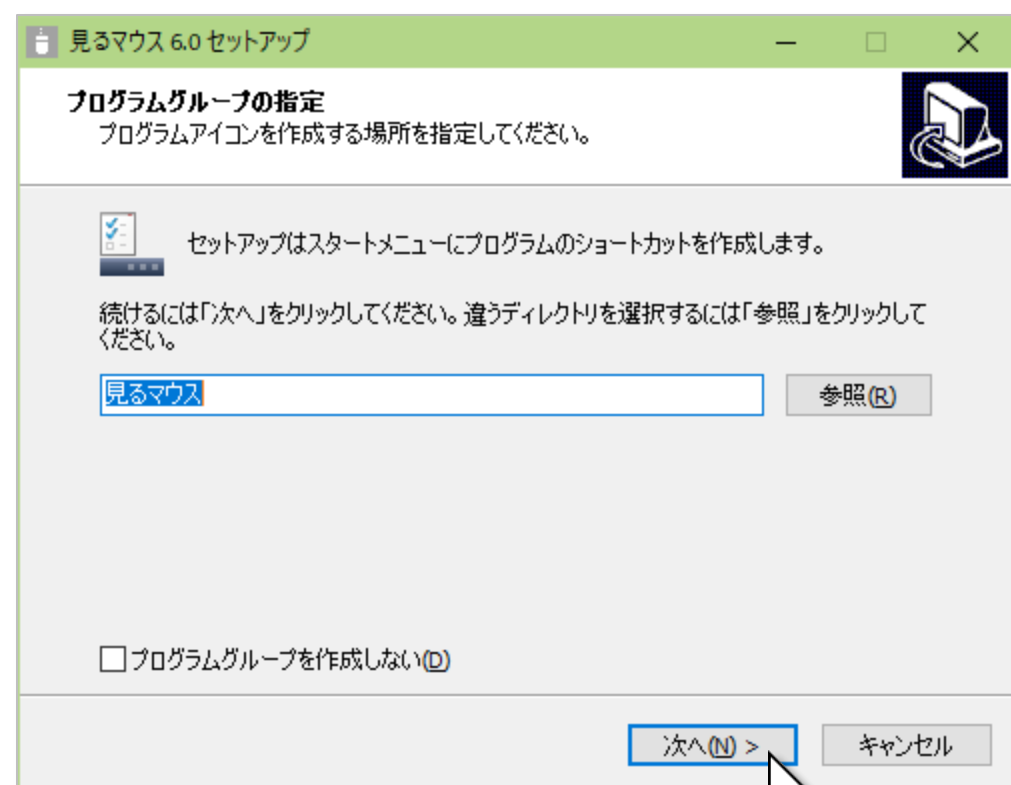 見るマウス 6.0 セットアップ
プログラムグループの指定
プログラムアイコンを作成する場所を指定してください。
セットアップはスタートメニューにプログラムのショートカットを作成します。
続けるには「次へ」をクリックしてください。違うディレクトリを選択するには「参照」をクリックして
ください。
見るマウス
参照(R)
プログラムグループを作成しない(D)
次へ(N) >
キャンセル